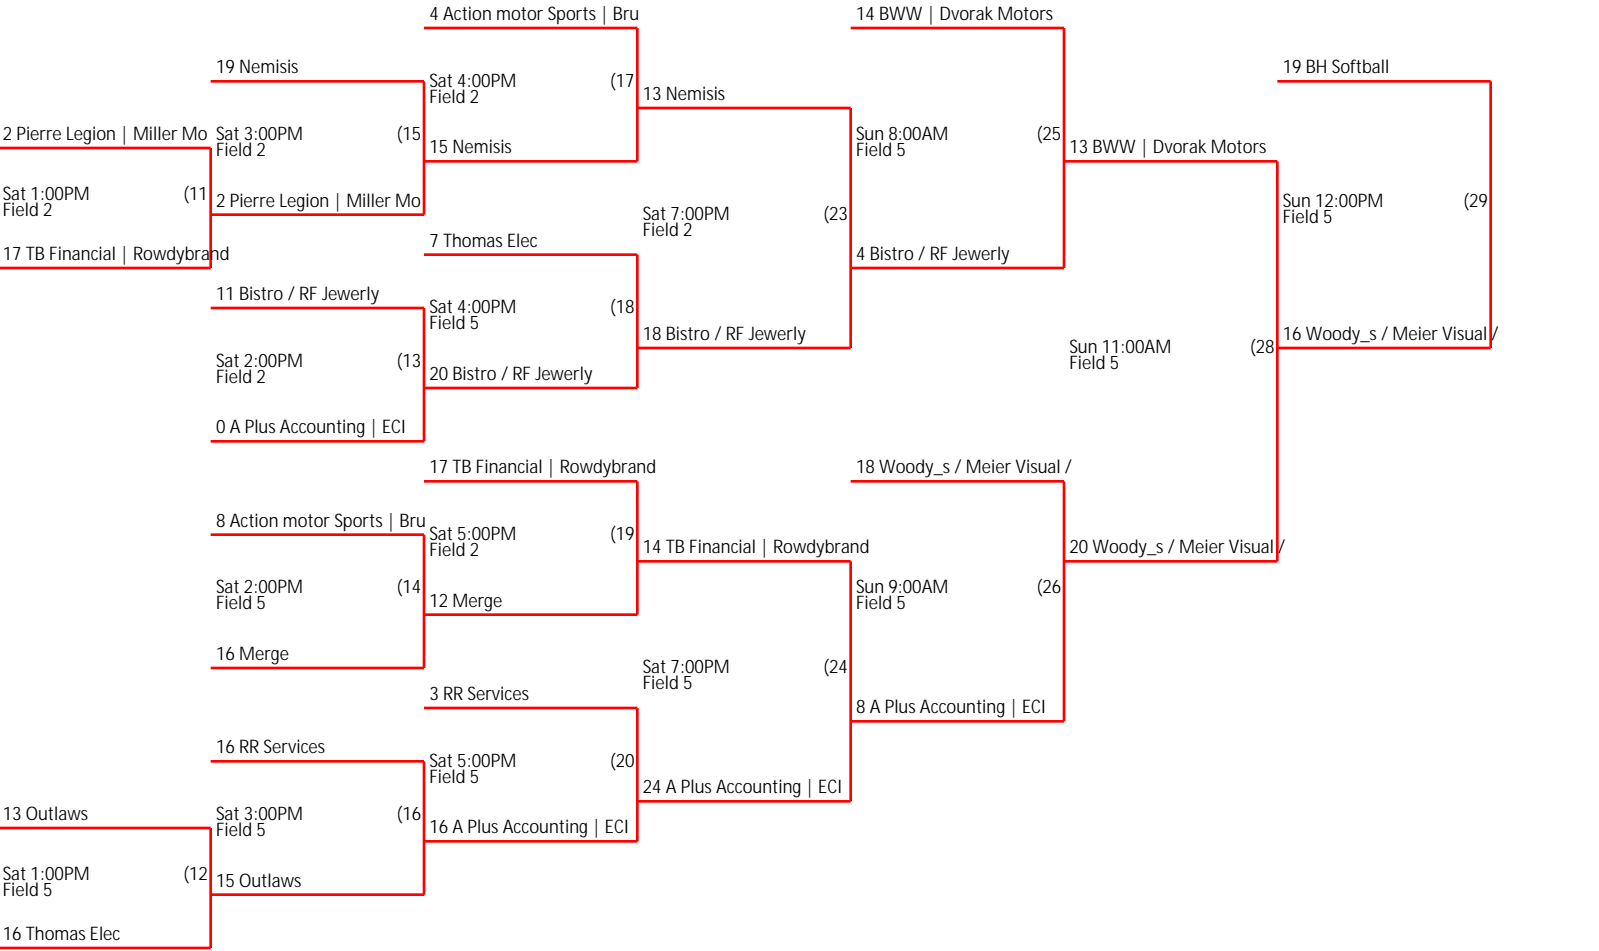 4 Action motor Sports | Bru
14 BWW | Dvorak Motors
19 Nemisis
19 BH Softball
Sat 4:00PM
Field 2
(17
13 Nemisis
2 Pierre Legion | Miller Mo
Sat 3:00PM
Field 2
(15
15 Nemisis
Sun 8:00AM
Field 5
(25
13 BWW | Dvorak Motors
Sat 1:00PM
Field 2
(11
2 Pierre Legion | Miller Mo
Sat 7:00PM
Field 2
(23
Sun 12:00PM
Field 5
(29
7 Thomas Elec
17 TB Financial | Rowdybrand
4 Bistro / RF Jewerly
11 Bistro / RF Jewerly
Sat 4:00PM
Field 5
(18
18 Bistro / RF Jewerly
16 Woody_s / Meier Visual /
Sun 11:00AM
Field 5
(28
Sat 2:00PM
Field 2
(13
20 Bistro / RF Jewerly
0 A Plus Accounting | ECI
17 TB Financial | Rowdybrand
18 Woody_s / Meier Visual /
8 Action motor Sports | Bru
Sat 5:00PM
Field 2
(19
14 TB Financial | Rowdybrand
20 Woody_s / Meier Visual /
Sat 2:00PM
Field 5
(14
12 Merge
Sun 9:00AM
Field 5
(26
16 Merge
Sat 7:00PM
Field 5
(24
3 RR Services
8 A Plus Accounting | ECI
16 RR Services
Sat 5:00PM
Field 5
(20
24 A Plus Accounting | ECI
13 Outlaws
Sat 3:00PM
Field 5
(16
16 A Plus Accounting | ECI
Sat 1:00PM
Field 5
(12
15 Outlaws
16 Thomas Elec